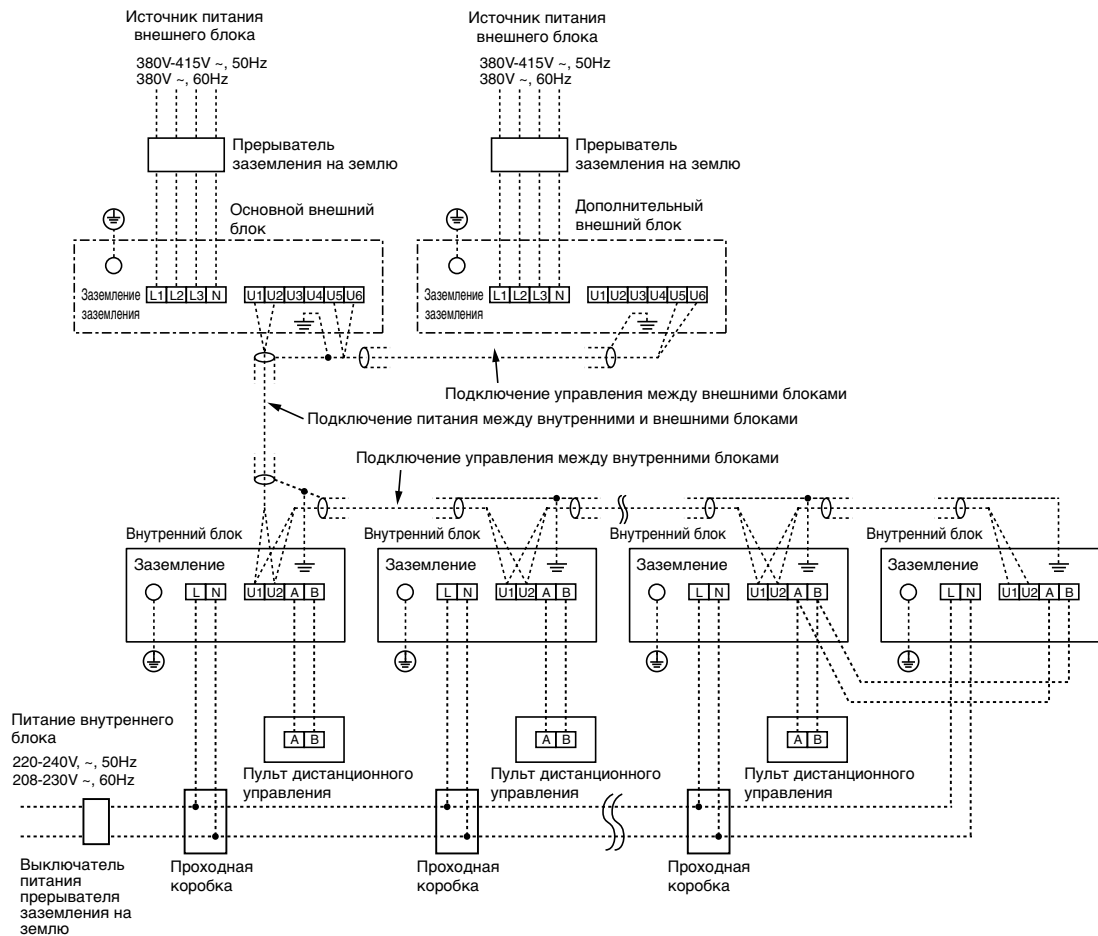 Источник питания
внешнего блока
380V-415V ~, 50Hz
380V ~, 60Hz
Источник питания
внешнего блока
380V-415V ~, 50Hz
380V ~, 60Hz
Прерыватель
заземления на землю
Прерыватель
заземления на землю
Основной внешний
блок
Дополнительный
внешний блок
Заземление
заземления
L1 L2 L3 N
U1 U2 U3 U4 U5 U6
Заземление
заземления
L1 L2 L3 N
U1 U2 U3 U4 U5 U6
Подключение управления между внешними блоками
Подключение питания между внутренними и внешними блоками
Подключение управления между внутренними блоками
Внутренний блок
Внутренний блок
Внутренний блок
Внутренний блок
Заземление
L N
U1 U2 A B
Заземление
L N
U1 U2 A B
Заземление
L N
U1 U2 A B
Заземление
L N
U1 U2 A B
Питание внутреннего
блока
220-240V, ~, 50Hz
208-230V ~, 60Hz
A B
Пульт дистанционного
управления
A B
Пульт дистанционного
управления
A B
Пульт дистанционного
управления
Выключатель
питания
прерывателя
заземления на
землю
Проходная
коробка
Проходная
коробка
Проходная
коробка